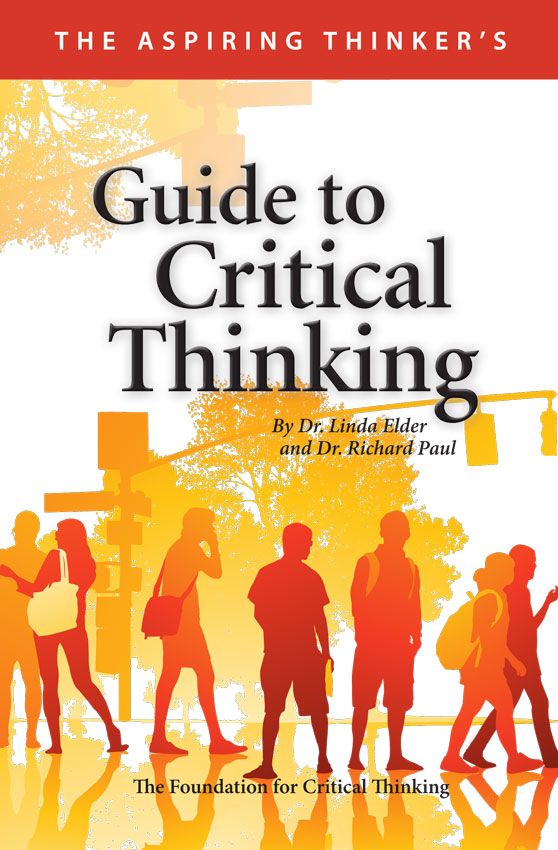 THE ASPIRING THINKER'S
Guide to
Critical
Thinking
By Dr. Linda Elder
and Dr. Richard Paul
The Foundation for Critical Thinking